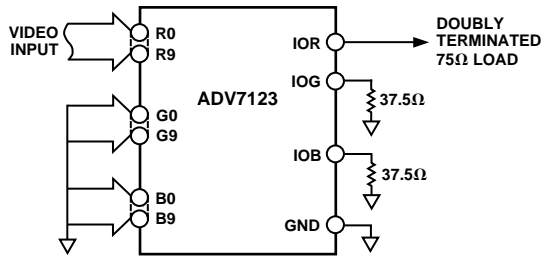 VIDEO
INPUT
R0
R9
G0
G9
B0
B9
ADV7123
IOR
IOG
IOB
GND
DOUBLY
TERMINATED
75Ω LOAD
37.5Ω
37.5Ω